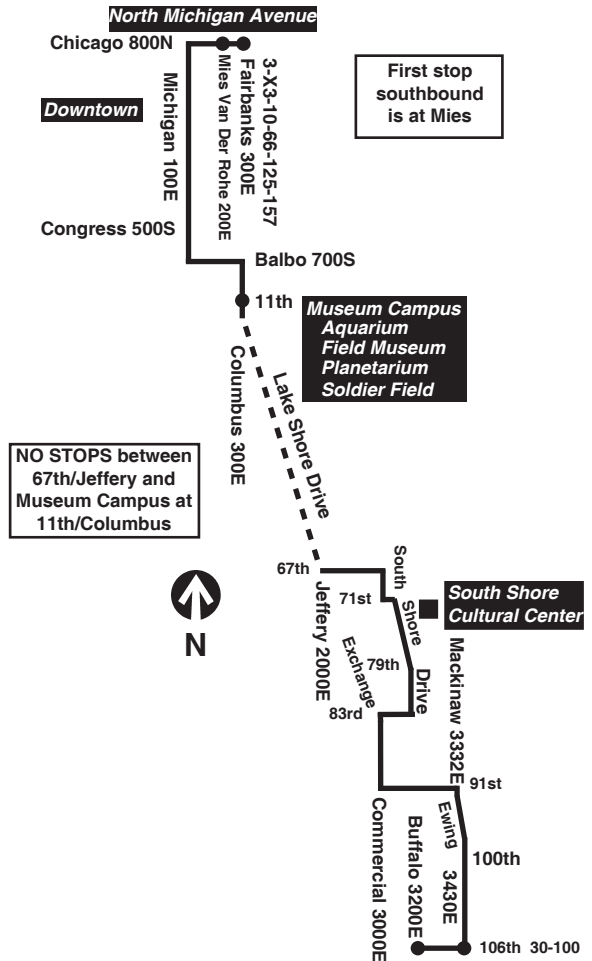 North Michigan Avenue
Chicago 800N
3-X3-10-66-125-157
Fairbanks 300E
Mies Van Der Rohe 200E
Michigan 100E
Downtown
First stop
southbound
is at Mies
Congress 500S
Balbo 700S
11th
Museum Campus
Aquarium
Field Museum
Planetarium
Soldier Field
Columbus 300E
Lake Shore Drive
NO STOPS between
67th/Jeffery and
Museum Campus at
11th/Columbus
67th
South
Shore
Drive
71st
South Shore
Cultural Center
N
Jeffery 2000E
Exchange
79th
83rd
Mackinaw 3332E
91st
Ewing 3430E
Commercial 3000E
Buffalo 3200E
100th
106th 30-100